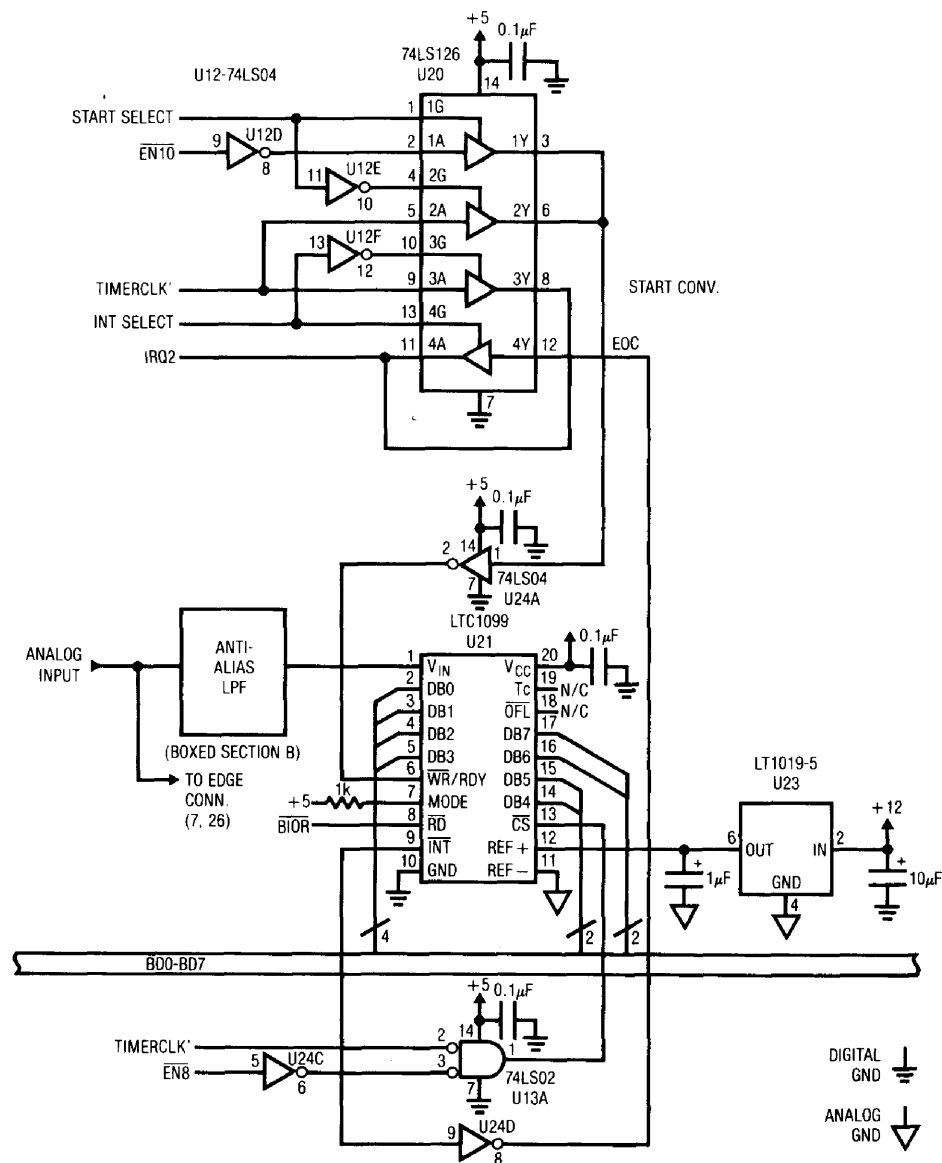 +5
0.1µF
74LS126
U20
U12-74LS04
14
START SELECT
1 1G
U12D
EN10
9
8
2 1A
1Y 3
U12E
4 2G
11
10
5 2A
2Y 6
U12F
13
12
10 3G
TIMERCLK'
9 3A
3Y 8
START CONV.
INT SELECT
13 4G
IRQ2
11 4A
4Y 12
EOC
7
+5
0.1µF
2
14
1
7
74LS04
U24A
LTC1099
U21
ANALOG
INPUT
ANTI-
ALIAS
LPF
(BOXED SECTION B)
TO EDGE
CONN.
(7, 26)
1 VIN
VCC 20
0.1µF
2 DB0
TC 19 N/C
3 DB1
OFL 18 N/C
4 DB2
DB7 17
5 DB3
DB6 16
6 WR/RDY
DB5 15
+5
1k
7 MODE
DB4 14
BIOR
8 RD
CS 13
9 INT
REF+ 12
10 GND
REF− 11
LT1019-5
U23
+12
6 OUT
IN 2
GND
4
+
1µF
+
10µF
4
2
2
BD0-BD7
+5
0.1µF
14
TIMERCLK'
2
1
EN8
5
U24C
6
3
7
74LS02
U13A
DIGITAL
GND
ANALOG
GND
U24D
9
8